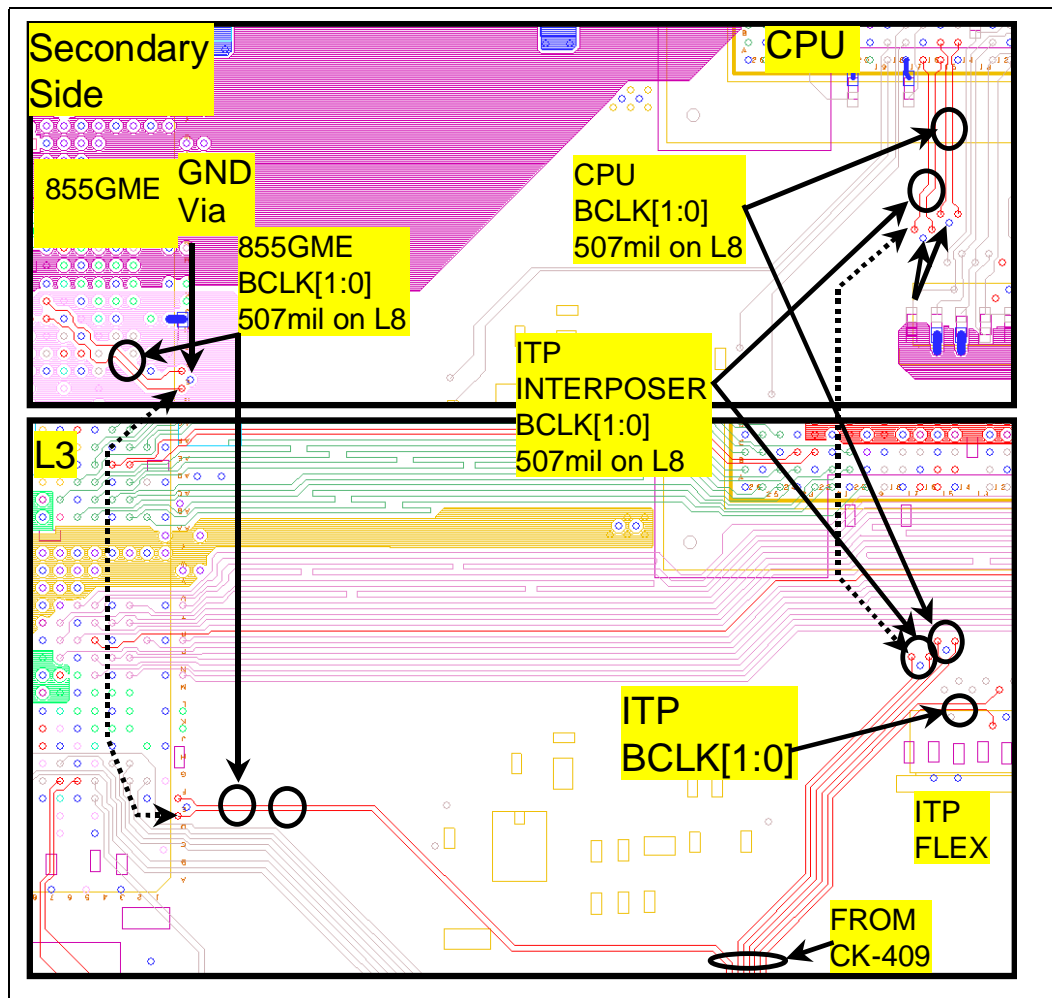 Secondary
Side
CPU
855GME
GND
Via
855GME
BCLK[1:0]
507mil on L8
CPU
BCLK[1:0]
507mil on L8
ITP
INTERPOSER
BCLK[1:0]
507mil on L8
L3
ITP
BCLK[1:0]
ITP
FLEX
FROM
CK-409